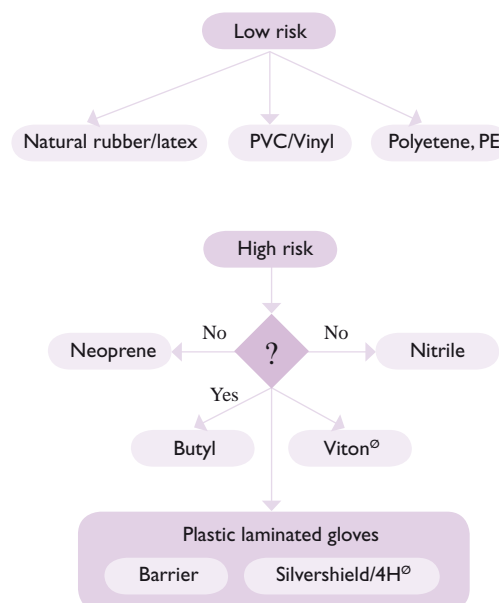 Low risk
Natural rubber/latex PVC/Vinyl Polyetene, PE
High risk
No No
Neoprene ? Nitrile
Yes
Butyl Viton^Ø
Plastic laminated gloves
Barrier Silvershield/4H^Ø